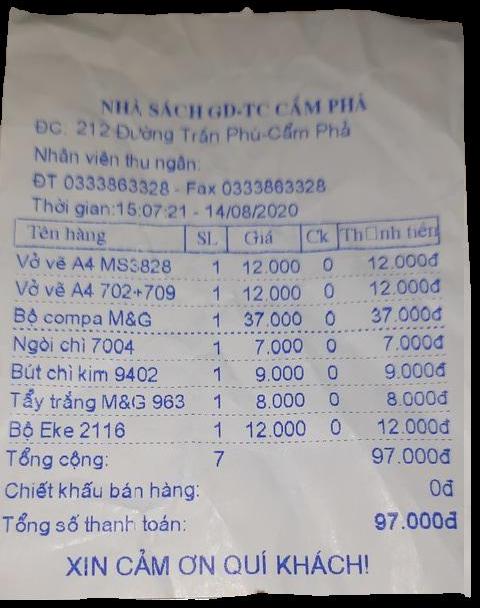 NHÀ SÁCH GD-TC CẨM PHẢ
ĐC: 212 Đường Trần Phú-Cẩm Phả
Nhân viên thu ngân:
ĐT 0333863328 - Fax 0333863328
Thời gian:15:07:21 - 14/08/2020
Tên hàng SL Giá Ck Th□nh tiền
Vở vẽ A4 MS3828 1 12.000 0 12.000đ
Vở vẽ A4 702+709 1 12.000 0 12.000đ
Bộ compa M&G 1 37.000 0 37.000đ
Ngòi chì 7004 1 7.000 0 7.000đ
Bút chì kim 9402 1 9.000 0 9.000đ
Tẩy trắng M&G 963 1 8.000 0 8.000đ
Bộ Eke 2116 1 12.000 0 12.000đ
Tổng cộng: 7 97.000đ
Chiết khấu bán hàng: 0đ
Tổng số thanh toán: 97.000đ
XIN CẢM ƠN QUÍ KHÁCH!